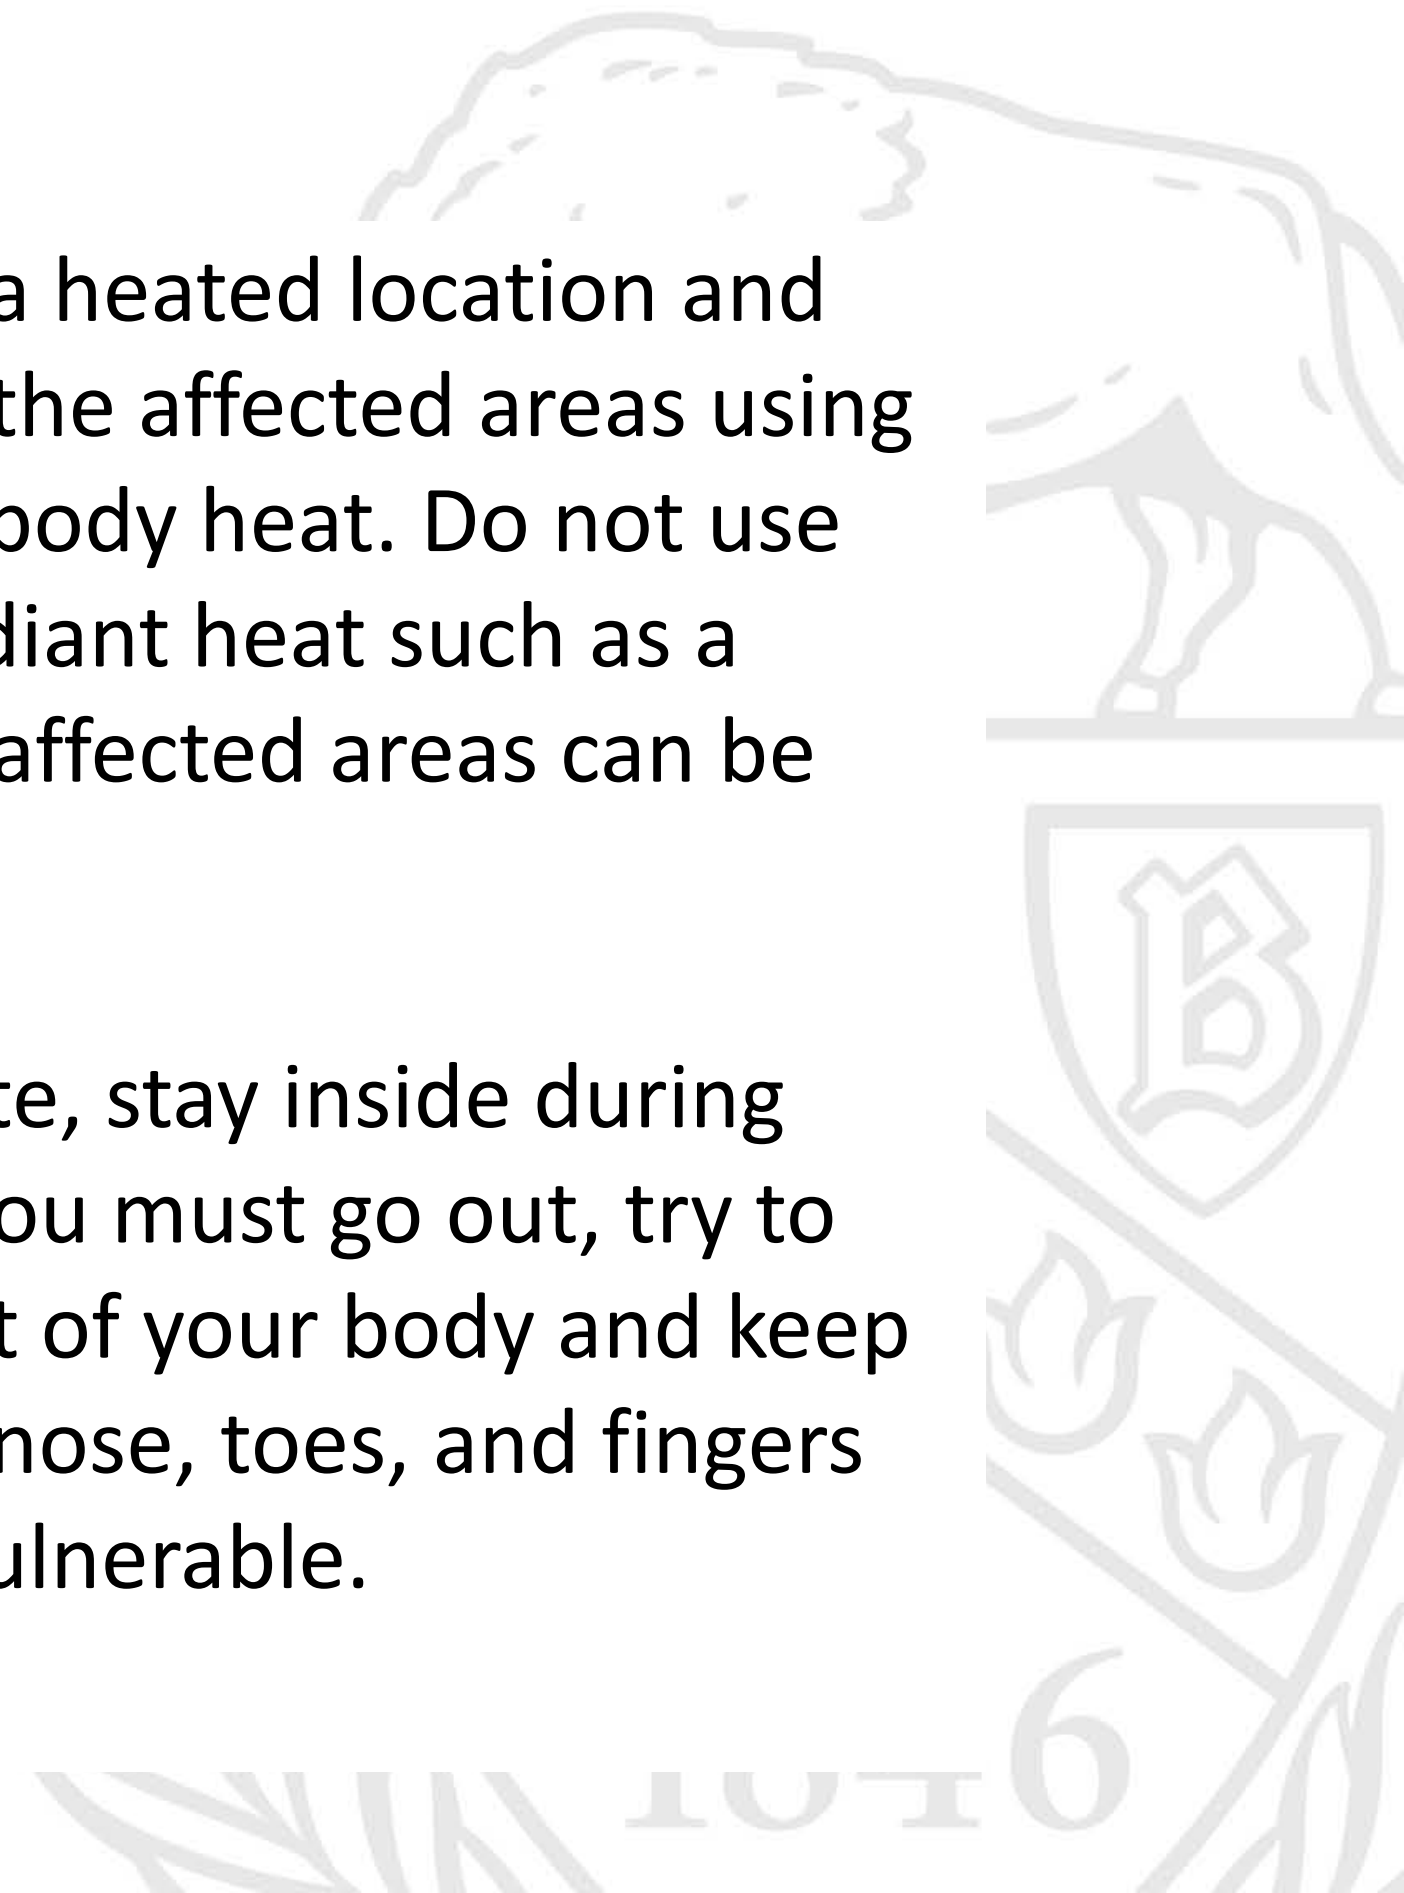 a heated location and
the affected areas using
body heat. Do not use
diant heat such as a
affected areas can be
te, stay inside during
ou must go out, try to
t of your body and keep
nose, toes, and fingers
ulnerable.
B
1846